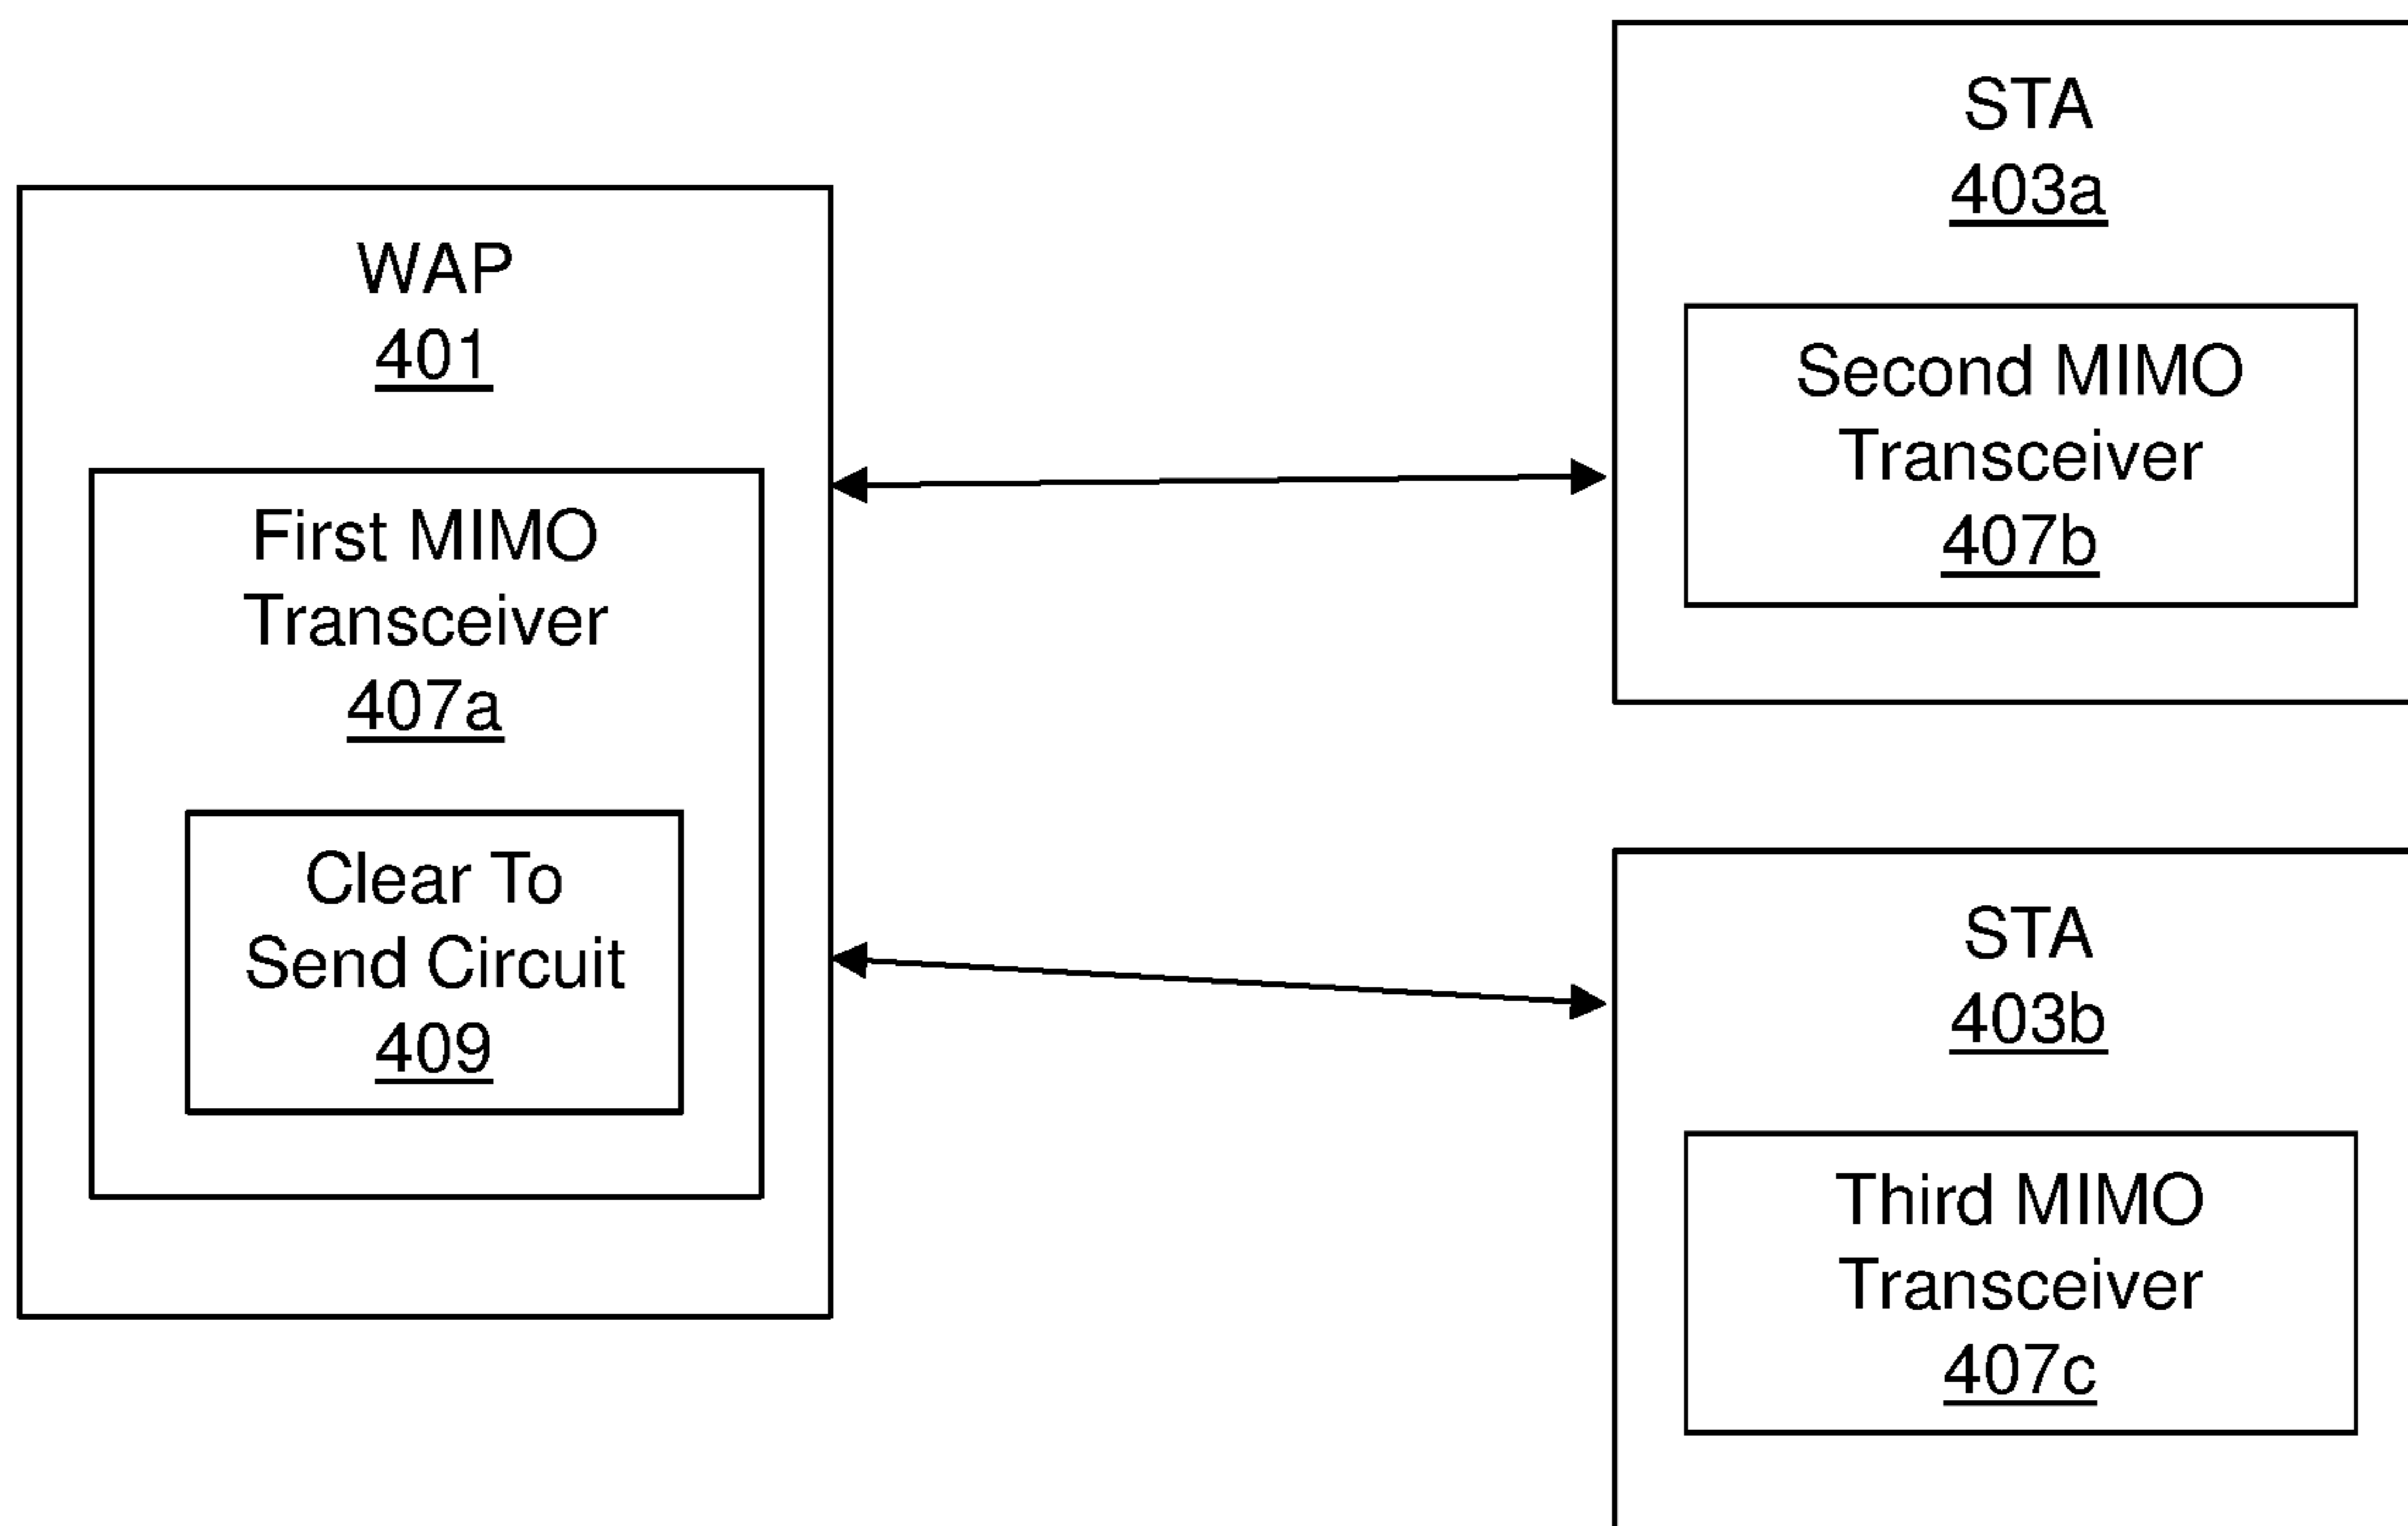 WAP
401
First MIMO
Transceiver
407a
Clear To
Send Circuit
409
STA
403a
Second MIMO
Transceiver
407b
STA
403b
Third MIMO
Transceiver
407c